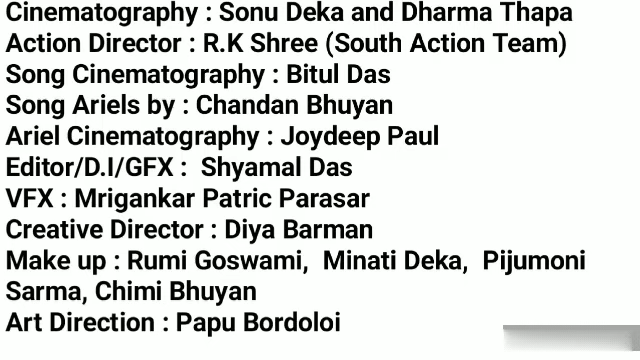 Cinematography : Sonu Deka and Dharma Thapa
Action Director : R.K Shree (South Action Team)
Song Cinematography : Bitul Das
Song Ariels by : Chandan Bhuyan
Ariel Cinematography : Joydeep Paul
Editor/D.I/GFX :  Shyamal Das
VFX : Mrigankar Patric Parasar
Creative Director : Diya Barman
Make up : Rumi Goswami,  Minati Deka,  Pijumoni
Sarma, Chimi Bhuyan
Art Direction : Papu Bordoloi